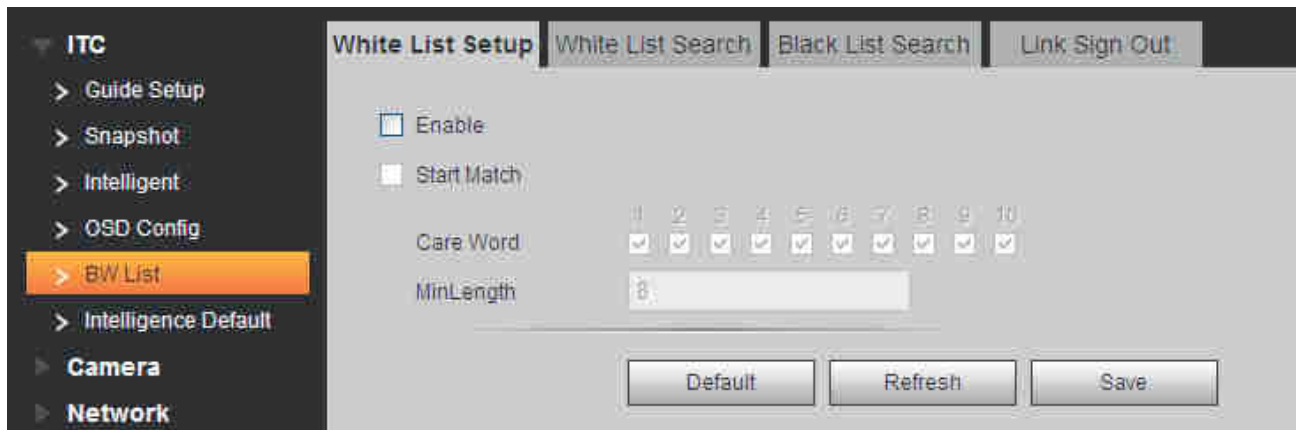 ITC
Guide Setup
Snapshot
Intelligent
OSD Config
BW List
Intelligence Default
Camera
Network
White List Setup White List Search Black List Search Link Sign Out
Enable
Start Match
1 2 3 4 5 6 7 8 9 10
Care Word
MinLength 8
Default Refresh Save